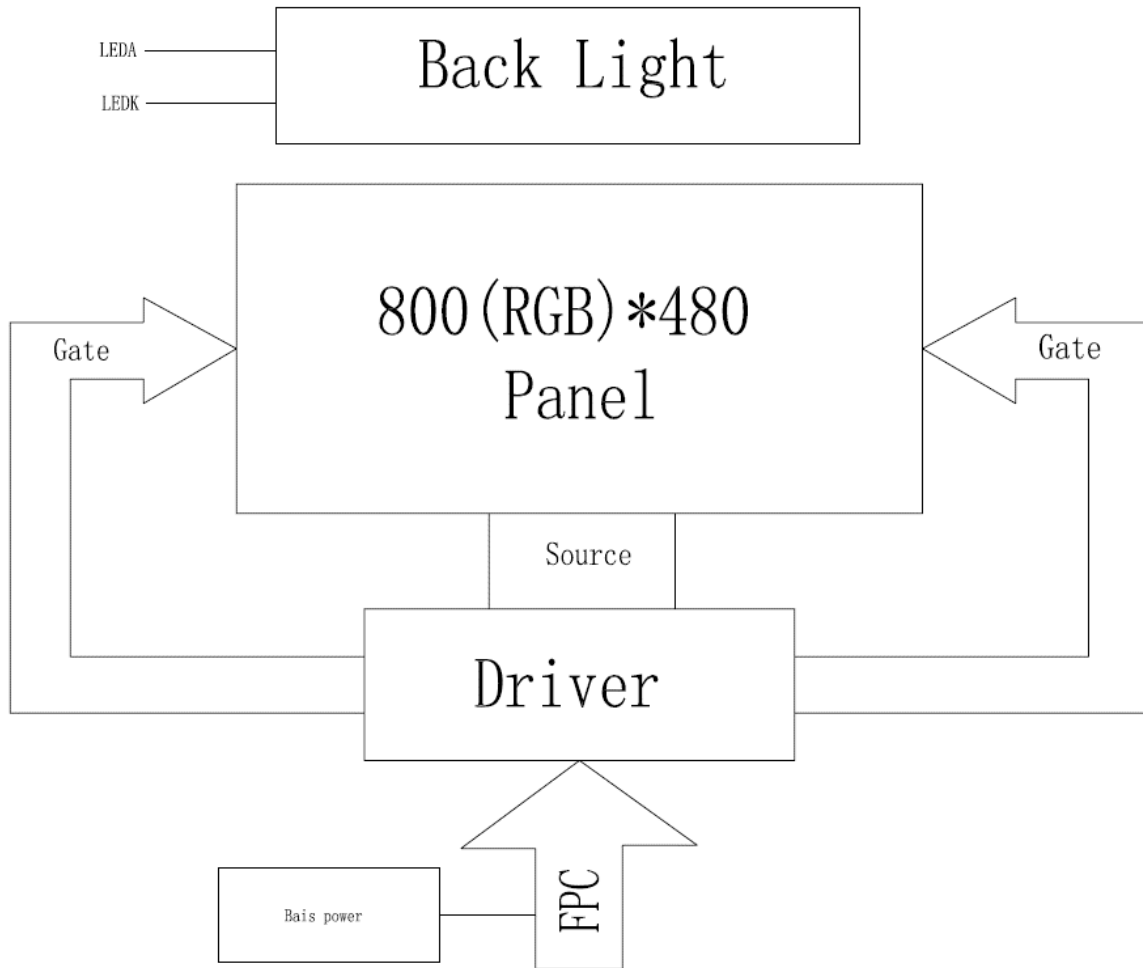 LEDA
Back Light
LEDK
800(RGB)*480
Panel
Gate
Gate
Source
Driver
FPC
Bais power